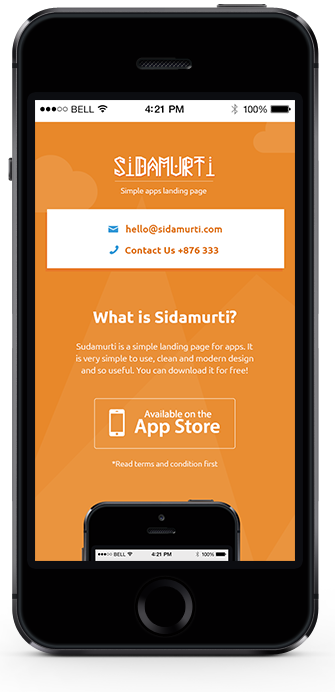 BELL 4:21 PM 100%
SiDAMURTi
Simple apps landing page
hello@sidamurti.com
Contact Us +876 333
What is Sidamurti?
Sudamurti is a simple landing page for apps. It
is very simple to use, clean and modern design
and so useful. You can download it for free!
Available on the
App Store
*Read terms and condition first
BELL 4:21 PM 100%